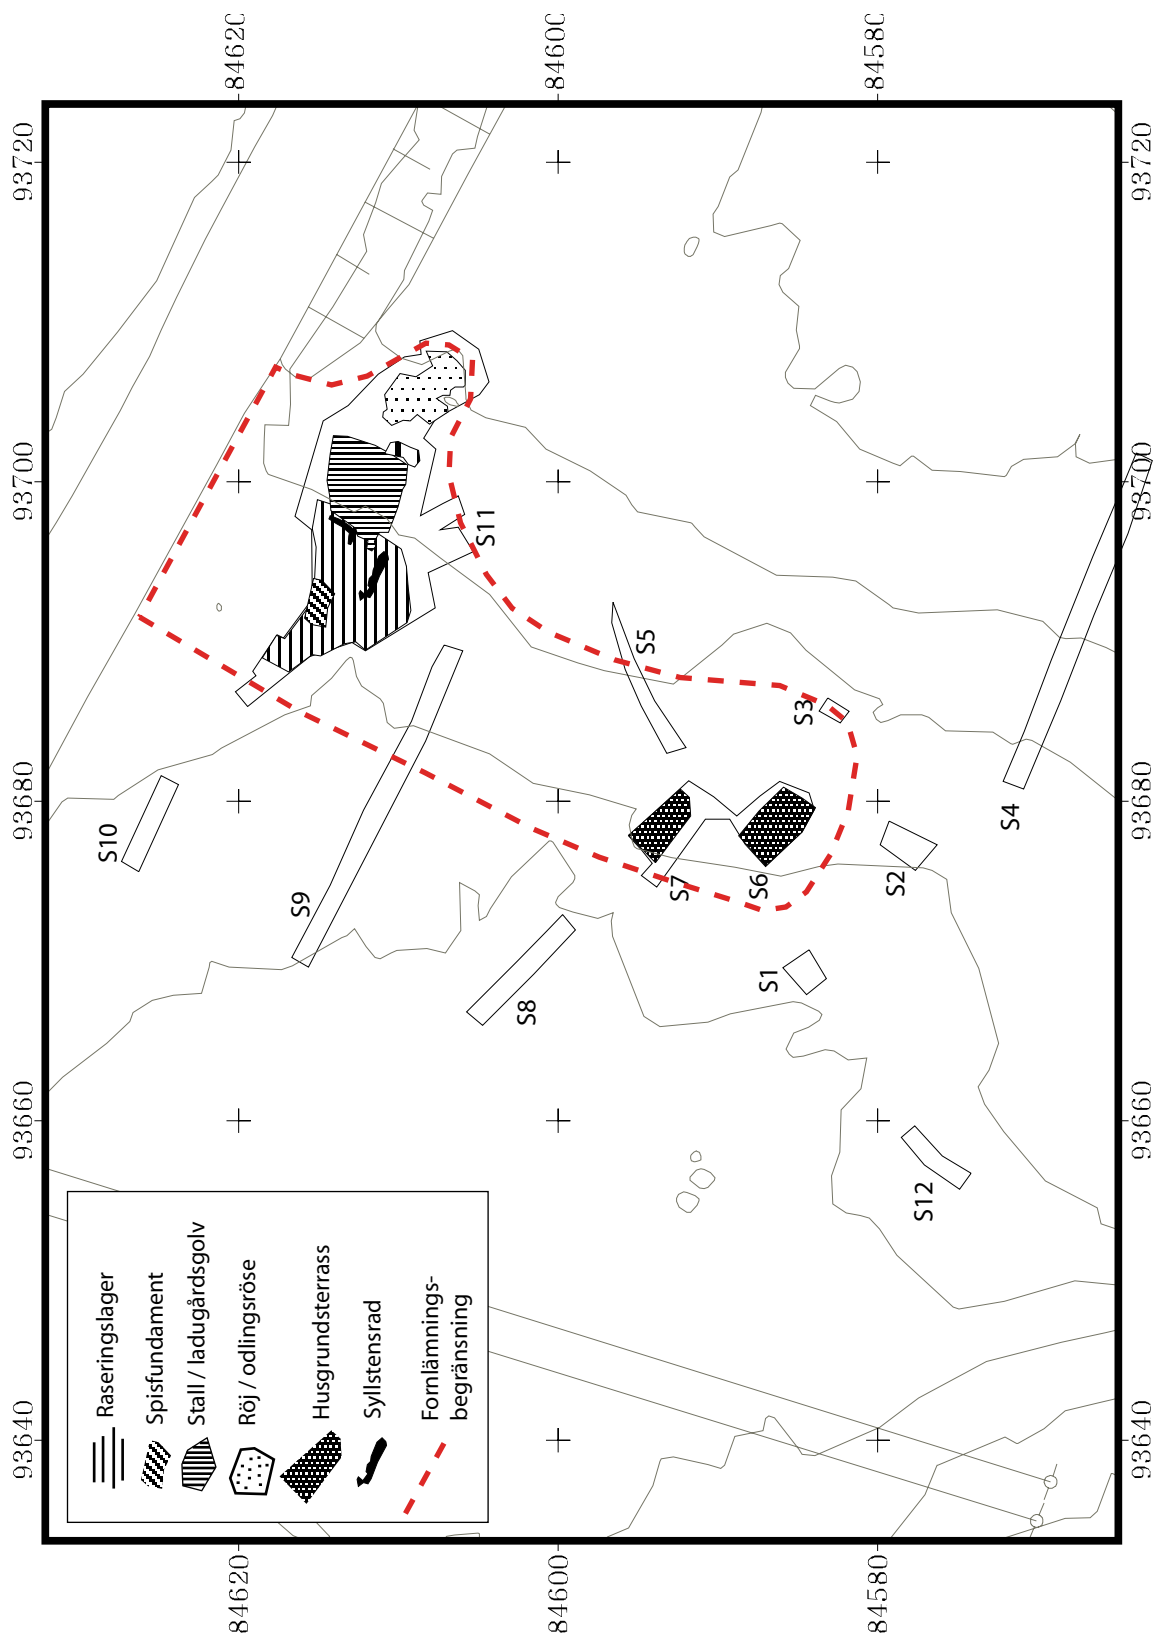 84620
84600
84580
93720
93720
93700
93700
93680
93680
93660
93660
93640
93640
84620
84600
84580
S11
S5
S3
S4
S10
S9
S7
S6
S2
S8
S1
S12
Raseringslager
Spisfundament
Stall / ladugårdsgolv
Röj / odlingsröse
Husgrundsterrass
Syllstensrad
Fornlämnings-
begränsning